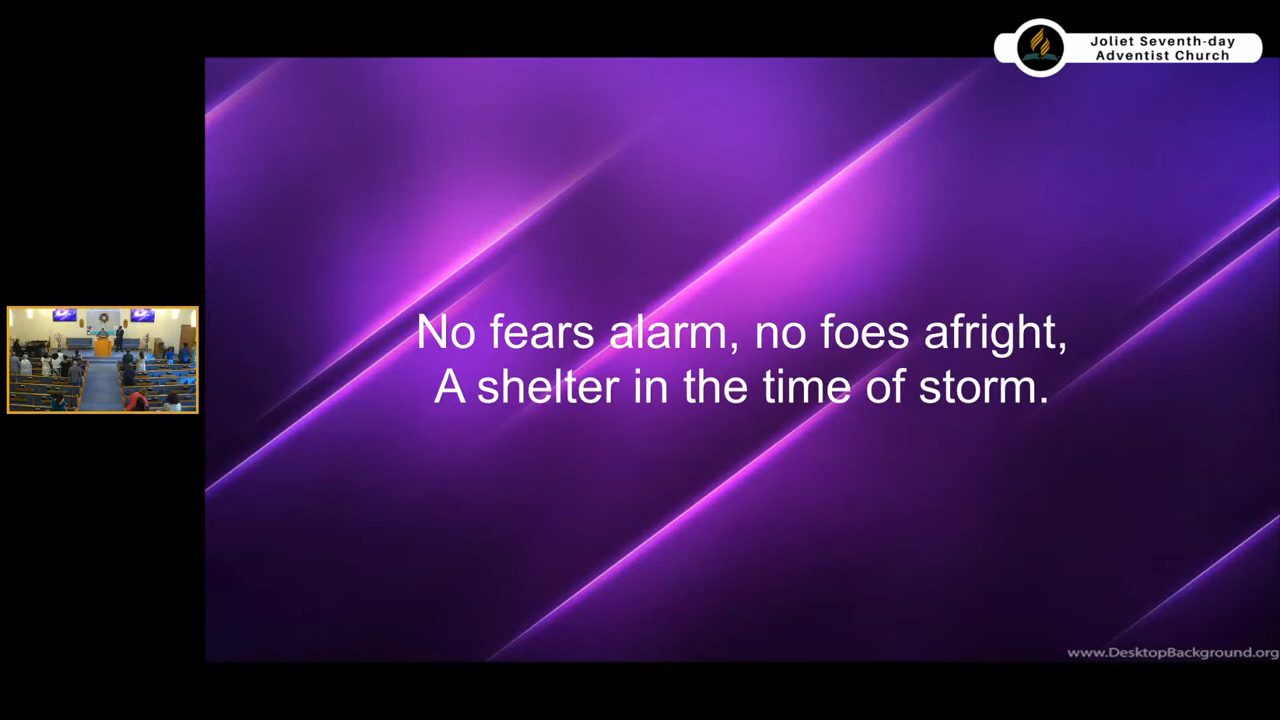 Joliet Seventh-day
Adventist Church
No fears alarm, no foes afright,
A shelter in the time of storm.
www.DesktopBackground.org